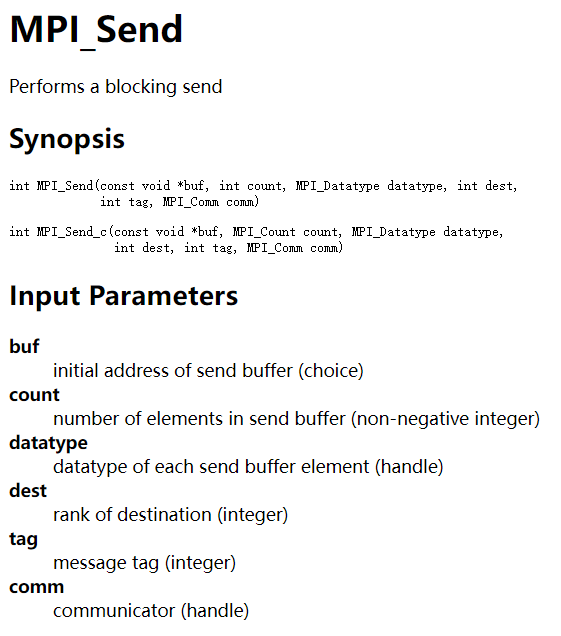 MPI_Send
Performs a blocking send
Synopsis
int MPI_Send(const void *buf, int count, MPI_Datatype datatype, int dest,
int tag, MPI_Comm comm)
int MPI_Send_c(const void *buf, MPI_Count count, MPI_Datatype datatype,
int dest, int tag, MPI_Comm comm)
Input Parameters
buf
initial address of send buffer (choice)
count
number of elements in send buffer (non-negative integer)
datatype
datatype of each send buffer element (handle)
dest
rank of destination (integer)
tag
message tag (integer)
comm
communicator (handle)